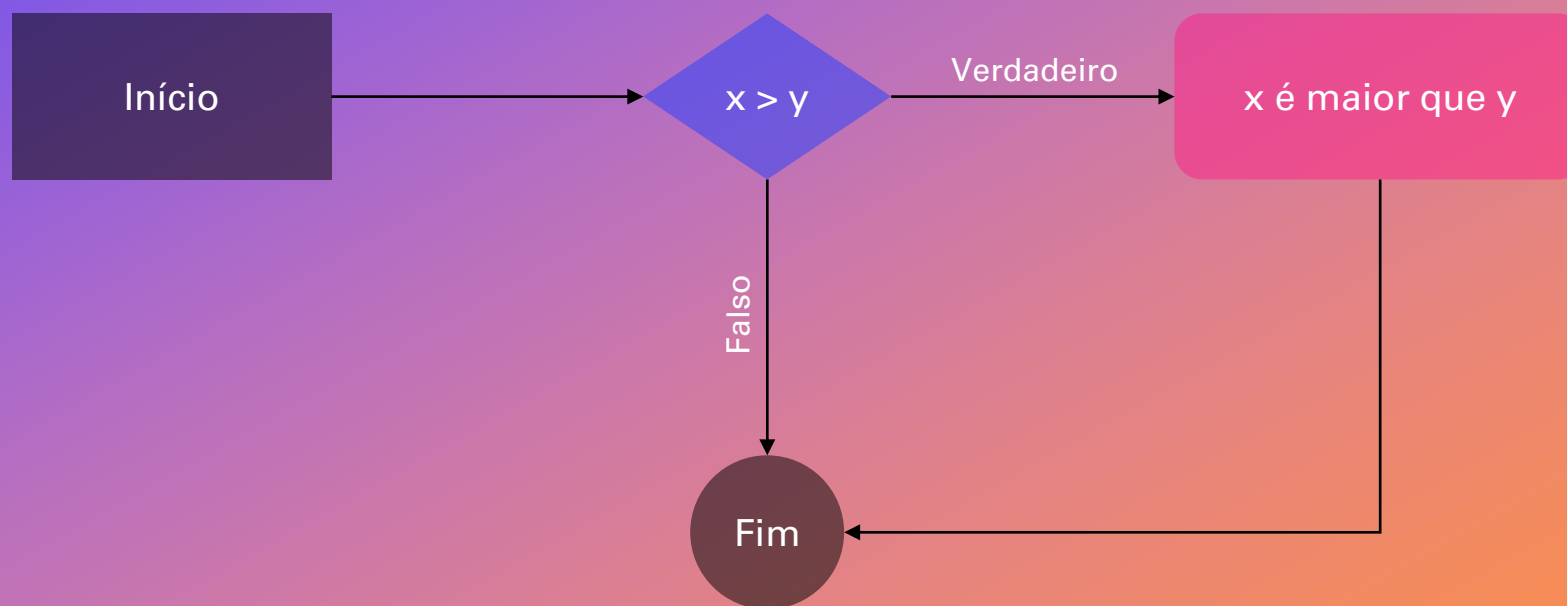 Início
x > y
Verdadeiro
x é maior que y
Falso
Fim